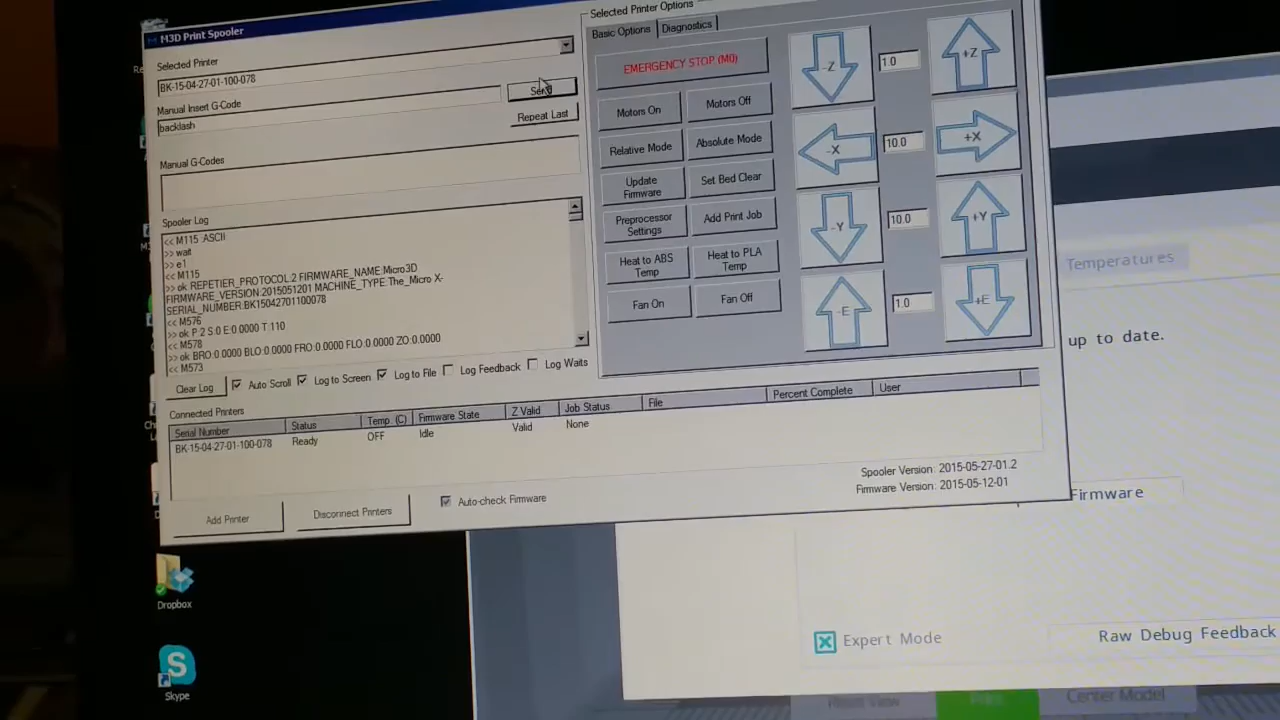 M3D Print Spooler
Selected Printer
BK-15-04-27-01-100-078
Manual Insert G-Code
backlash
Send
Repeat Last
Manual G-Codes
Spooler Log
<< M115 :ASCII
>> wait
>> e1
<< M115
>> ok REPETIER_PROTOCOL:2 FIRMWARE_NAME:Micro3D
FIRMWARE_VERSION:2015051201 MACHINE_TYPE:The_Micro X-
SERIAL_NUMBER:BK15042701100078
<< M576
>> ok P:2 S:0 E:0.0000 T:110
<< M578
>> ok BRO:0.0000 BLO:0.0000 FRO:0.0000 FLO:0.0000 ZO:0.0000
<< M573
Clear Log
Auto Scroll
Log to Screen
Log to File
Log Feedback
Log Waits
Selected Printer Options
Basic Options
Diagnostics
EMERGENCY STOP (M0)
Motors On
Motors Off
Relative Mode
Absolute Mode
Update
Firmware
Set Bed Clear
Preprocessor
Settings
Add Print Job
Heat to ABS
Temp
Heat to PLA
Temp
Fan On
Fan Off
-Z
1.0
+Z
-X
10.0
+X
-Y
10.0
+Y
-E
1.0
+E
Connected Printers
Serial Number
Status
Temp. (C)
Firmware State
Z Valid
Job Status
File
Percent Complete
User
BK-15-04-27-01-100-078
Ready
OFF
Idle
Valid
None
Add Printer
Disconnect Printers
Auto-check Firmware
Spooler Version: 2015-05-27-01.2
Firmware Version: 2015-05-12-01
Temperatures
up to date.
Firmware
Expert Mode
Raw Debug Feedback
Reset View
Print
Center Model
Dropbox
Skype